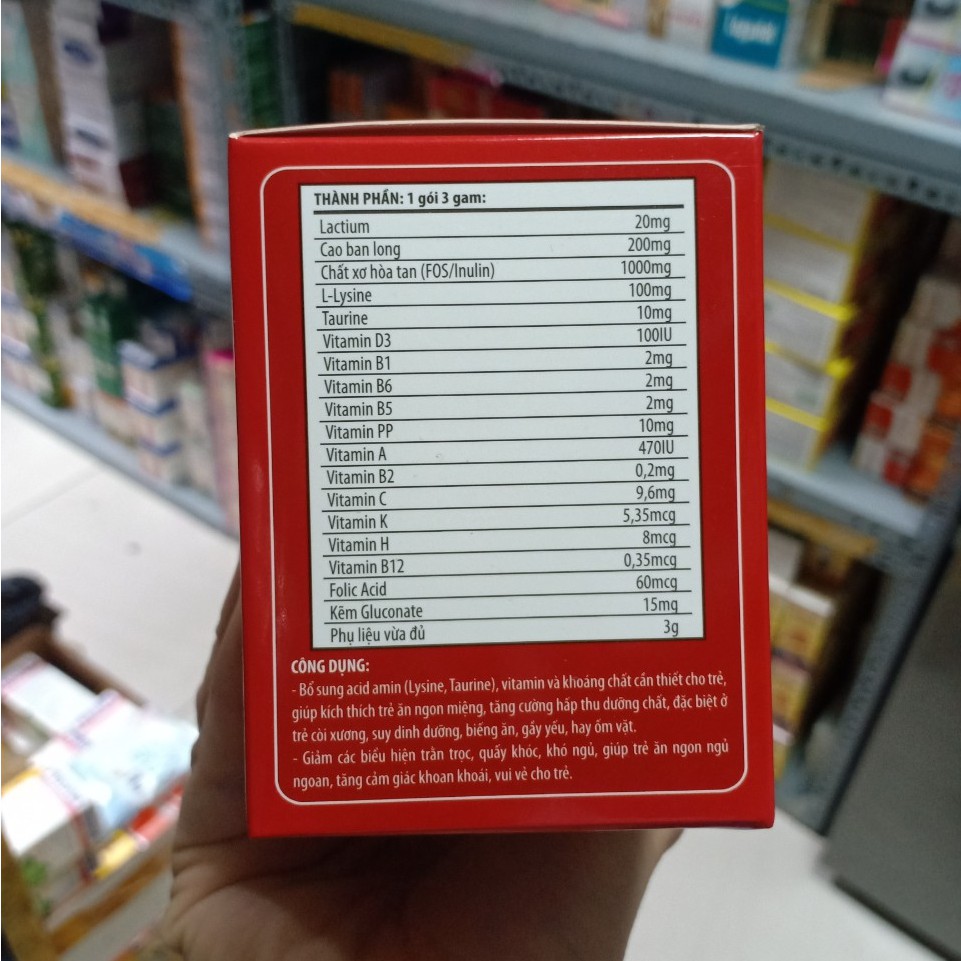 THÀNH PHẦN: 1 gói 3 gam:
Lactium 20mg
Cao ban long 200mg
Chất xơ hòa tan (FOS/Inulin) 1000mg
L-Lysine 100mg
Taurine 10mg
Vitamin D3 100IU
Vitamin B1 2mg
Vitamin B6 2mg
Vitamin B5 2mg
Vitamin PP 10mg
Vitamin A 470IU
Vitamin B2 0,2mg
Vitamin C 9,6mg
Vitamin K 5,35mcg
Vitamin H 8mcg
Vitamin B12 0,35mcg
Folic Acid 60mcg
Kẽm Gluconate 15mg
Phụ liệu vừa đủ 3g
CÔNG DỤNG:
- Bổ sung acid amin (Lysine, Taurine), vitamin và khoáng chất cần thiết cho trẻ,
giúp kích thích trẻ ăn ngon miệng, tăng cường hấp thu dưỡng chất, đặc biệt ở
trẻ còi xương, suy dinh dưỡng, biếng ăn, gầy yếu, hay ốm vặt.
- Giảm các biểu hiện trằn trọc, quấy khóc, khó ngủ, giúp trẻ ăn ngon ngủ
ngoan, tăng cảm giác khoan khoái, vui vẻ cho trẻ.